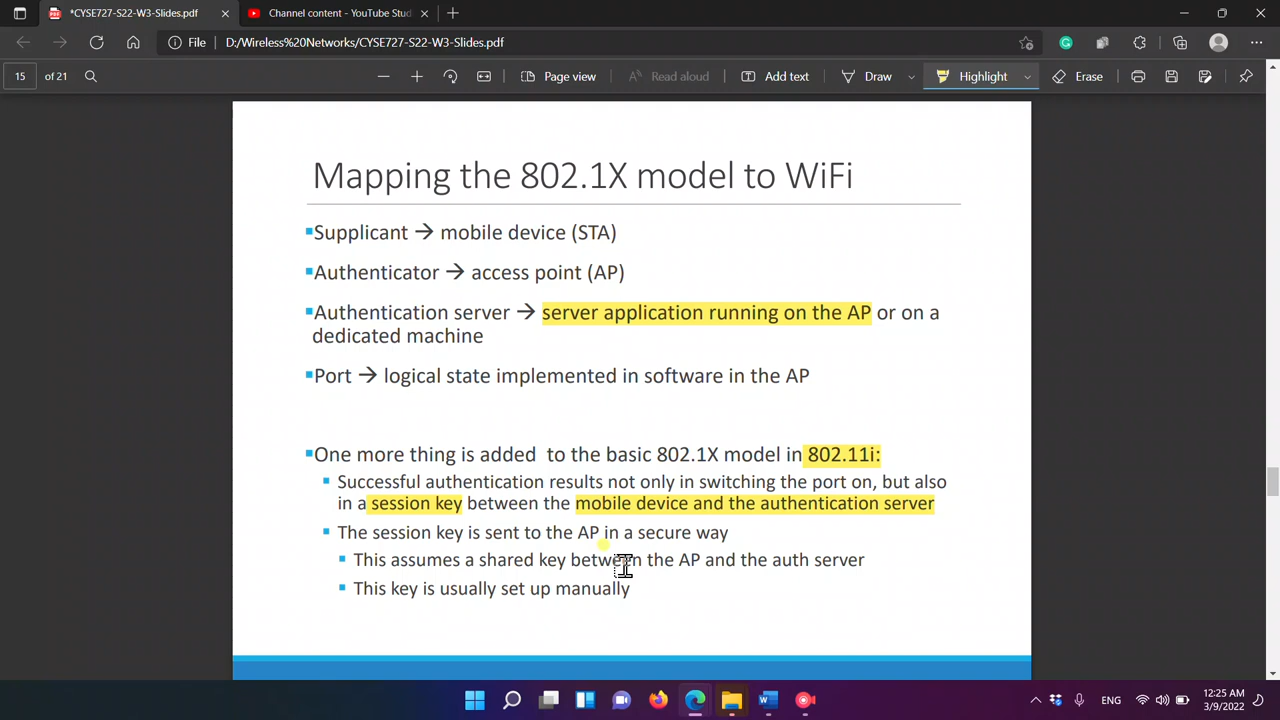 *CYSE727-S22-W3-Slides.pdf
Channel content - YouTube Stud
File
D:/Wireless%20Networks/CYSE727-S22-W3-Slides.pdf
15
of 21
Page view
Read aloud
Add text
Draw
Highlight
Erase
Mapping the 802.1X model to WiFi
Supplicant → mobile device (STA)
Authenticator → access point (AP)
Authentication server → server application running on the AP or on a
dedicated machine
Port → logical state implemented in software in the AP
One more thing is added to the basic 802.1X model in 802.11i:
Successful authentication results not only in switching the port on, but also
in a session key between the mobile device and the authentication server
The session key is sent to the AP in a secure way
This assumes a shared key between the AP and the auth server
This key is usually set up manually
ENG
12:25 AM
3/9/2022